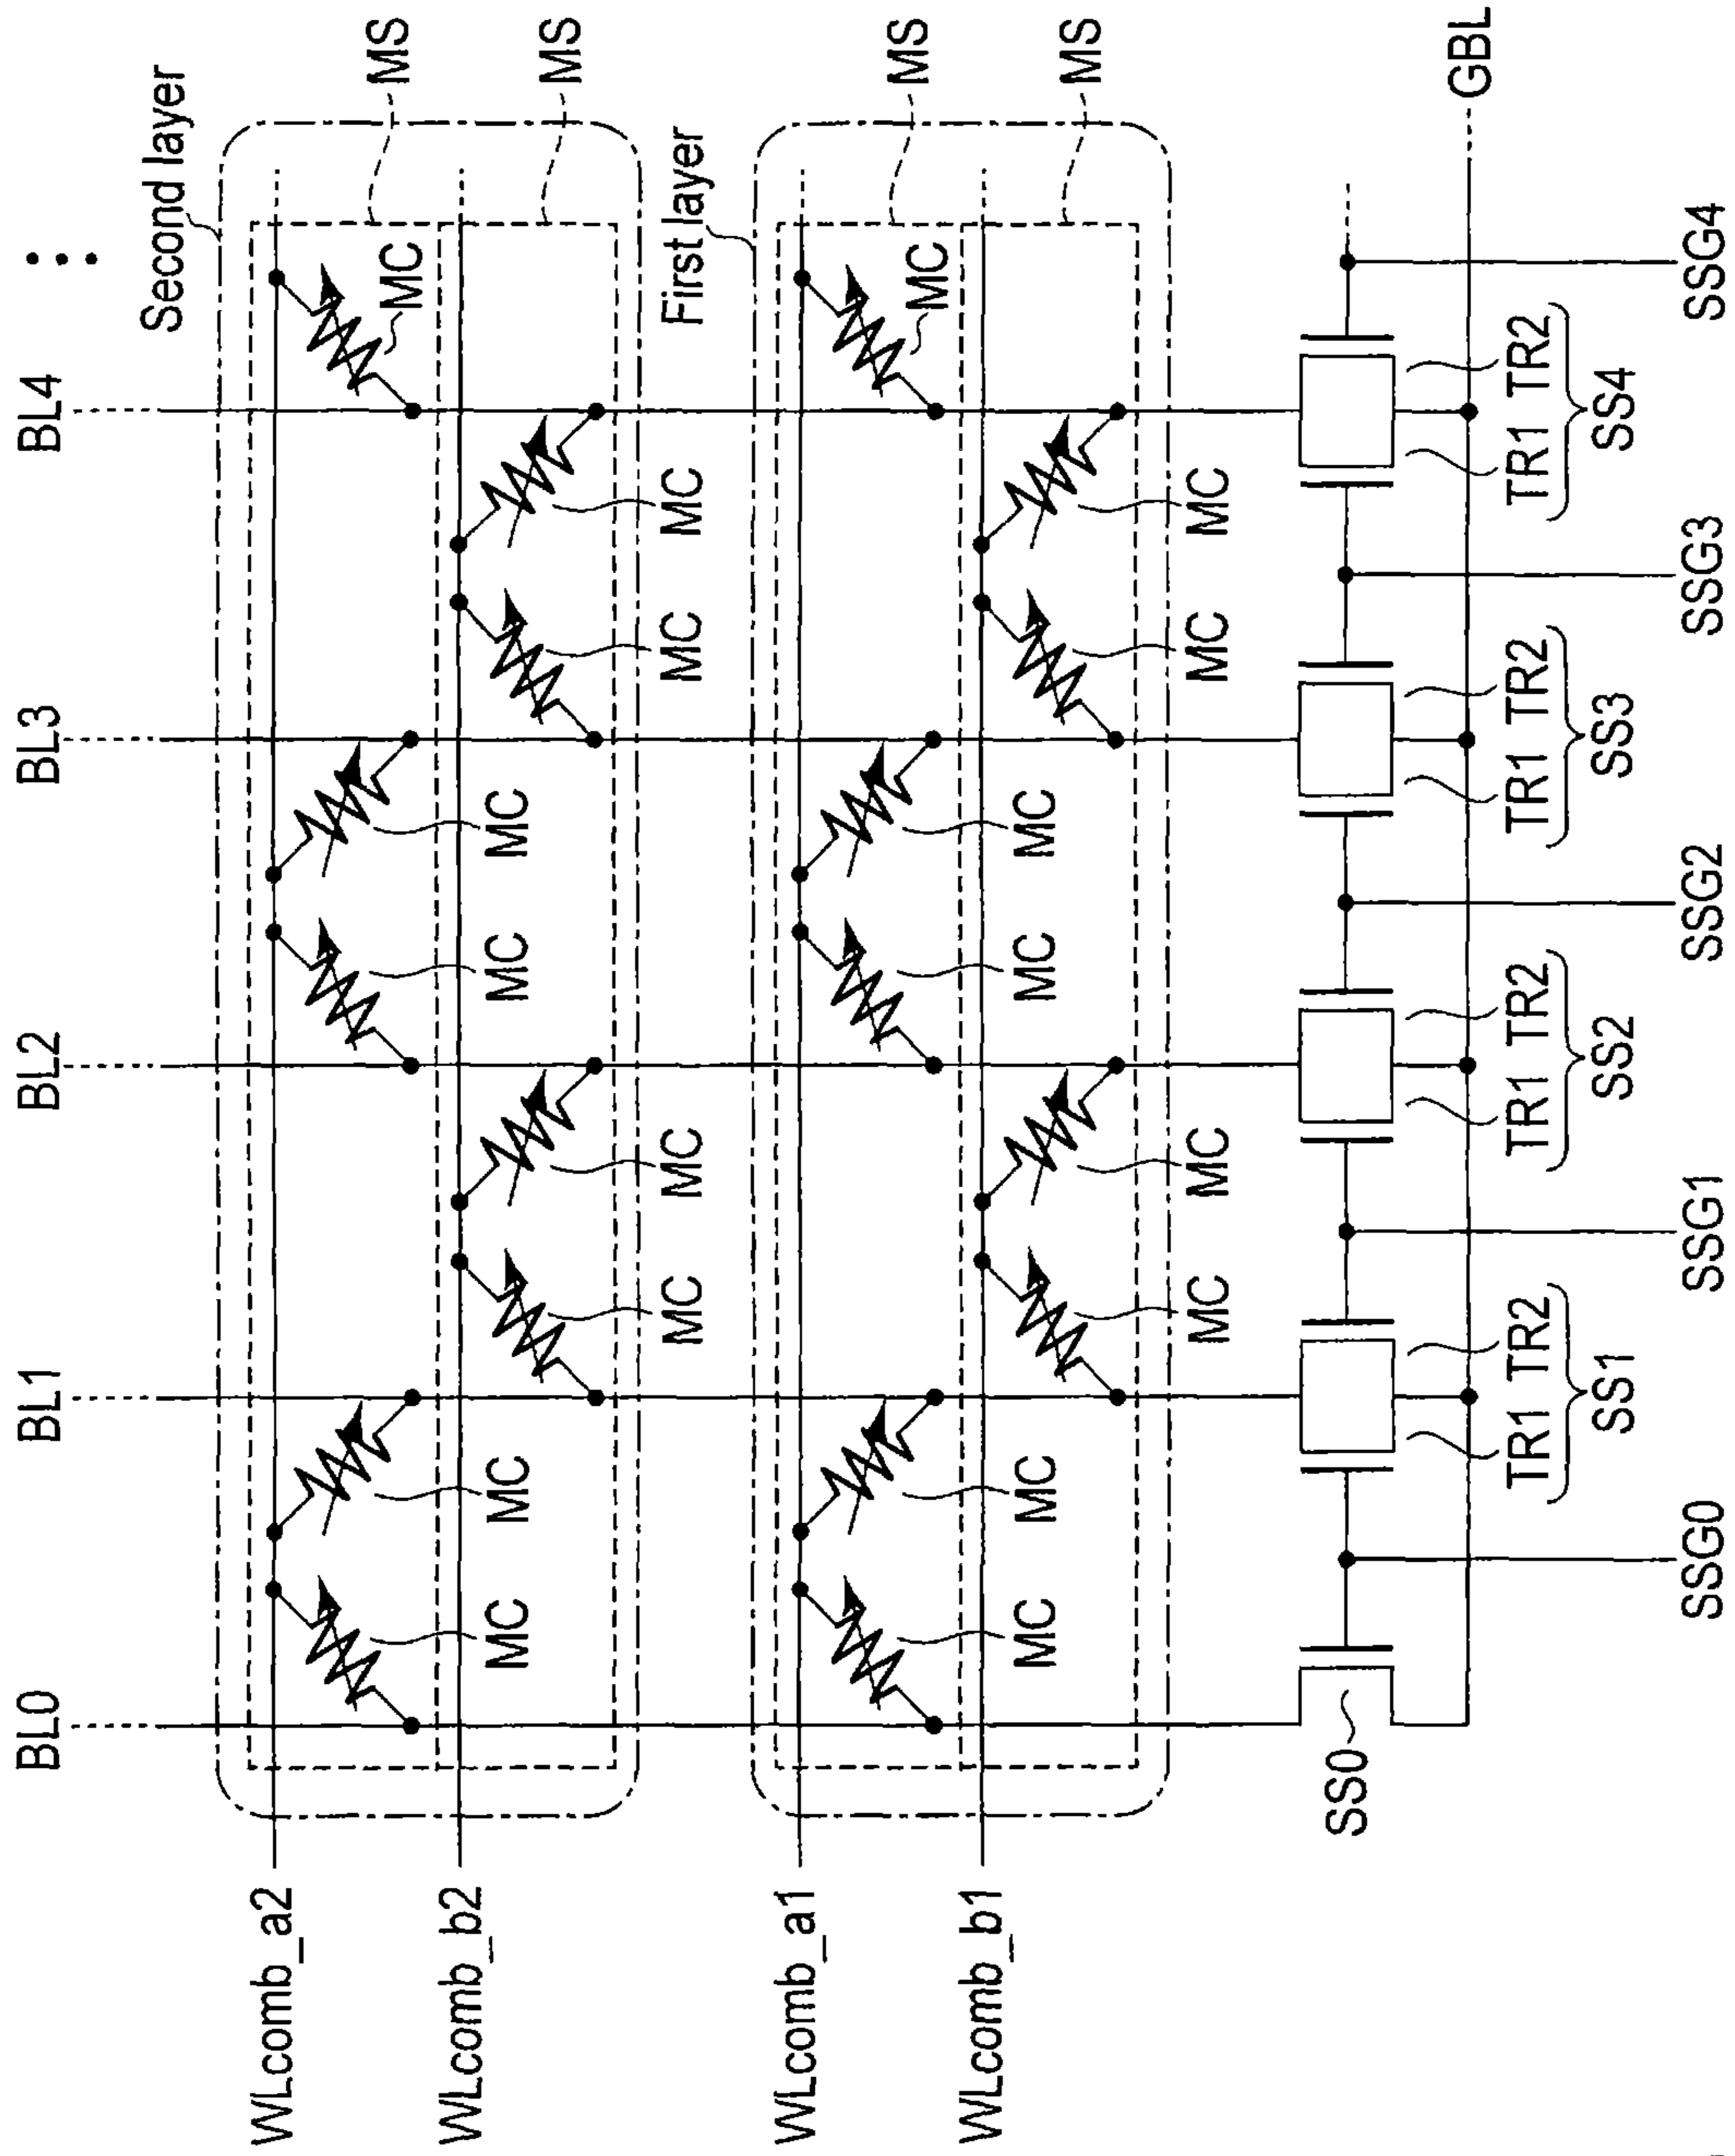 BL0
BL1
BL2
BL3
BL4
Second layer
WLcomb_a2
MS
MC
WLcomb_b2
MC
MC
MC
MC
MS
MC
MC
MC
MC
First layer
WLcomb_a1
MS
MC
WLcomb_b1
MC
MC
MC
MC
MS
MC
MC
MC
MC
SS0
GBL
TR1 TR2
TR1 TR2
TR1 TR2
TR1 TR2
SS1
SS2
SS3
SS4
SSG0
SSG1
SSG2
SSG3
SSG4